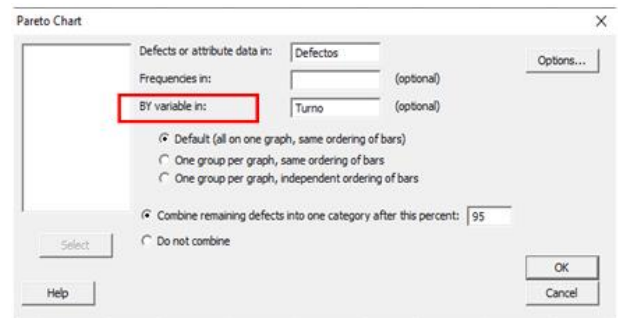 Pareto Chart
Defects or attribute data in: Defectos
Options...
Frequencies in: (optional)
BY variable in: Turno (optional)
Default (all on one graph, same ordering of bars)
One group per graph, same ordering of bars
One group per graph, independent ordering of bars
Combine remaining defects into one category after this percent: 95
Select
Do not combine
OK
Help
Cancel